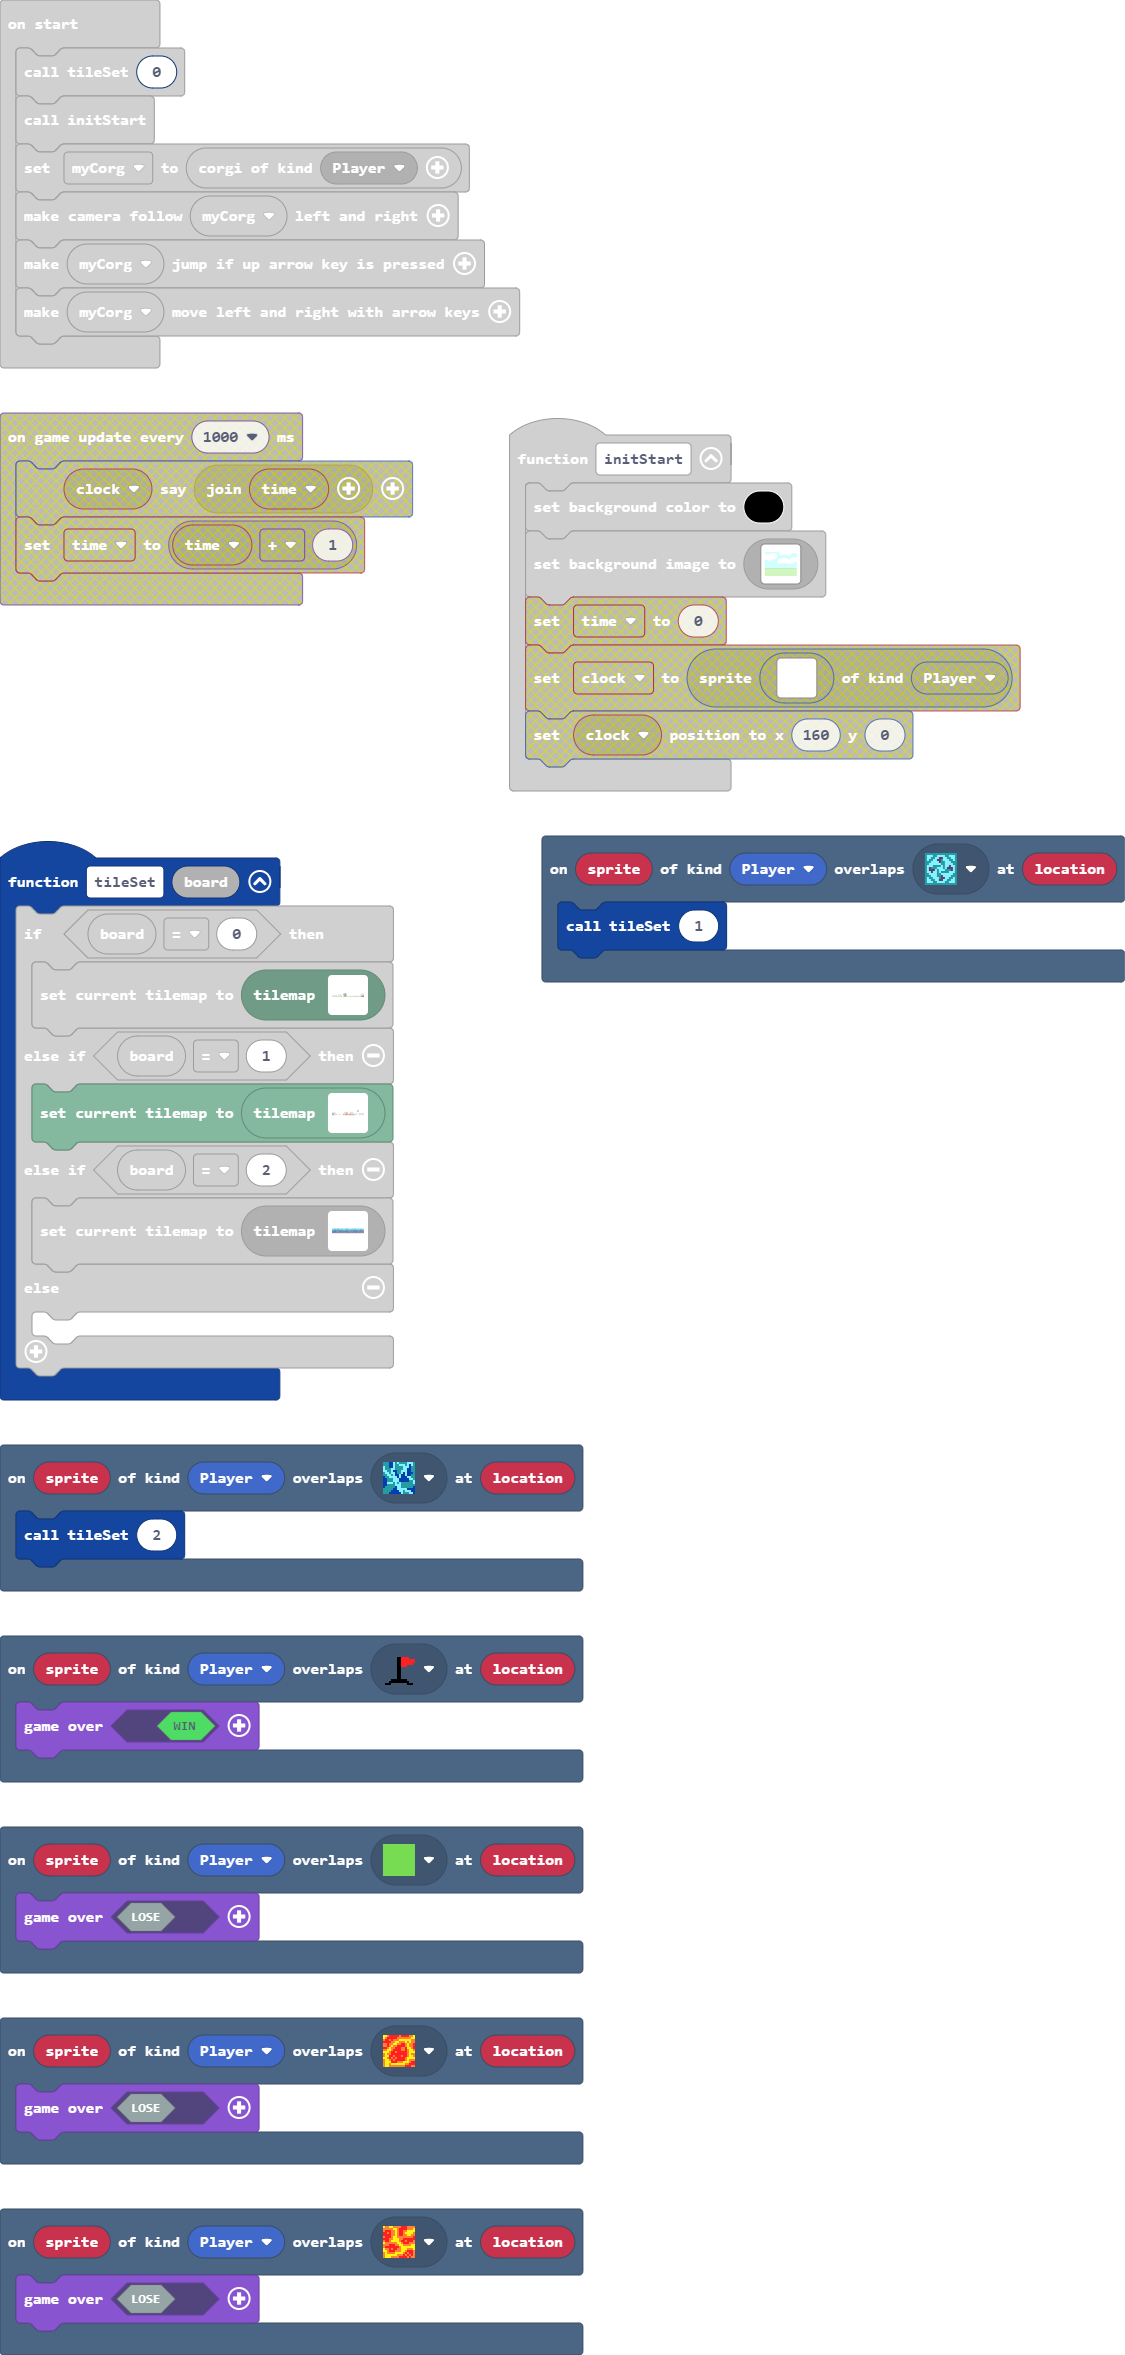 on start
call tileSet 0
call initStart
set myCorg to corgi of kind Player
make camera follow myCorg left and right
make myCorg jump if up arrow key is pressed
make myCorg move left and right with arrow keys
on game update every 1000 ms
clock say join time
set time to time + 1
function initStart
set background color to
set background image to
set time to 0
set clock to sprite of kind Player
set clock position to x 160 y 0
function tileSet board
if board = 0 then
set current tilemap to tilemap
else if board = 1 then
set current tilemap to tilemap
else if board = 2 then
set current tilemap to tilemap
else
on sprite of kind Player overlaps at location
call tileSet 1
on sprite of kind Player overlaps at location
call tileSet 2
on sprite of kind Player overlaps at location
game over WIN
on sprite of kind Player overlaps at location
game over LOSE
on sprite of kind Player overlaps at location
game over LOSE
on sprite of kind Player overlaps at location
game over LOSE